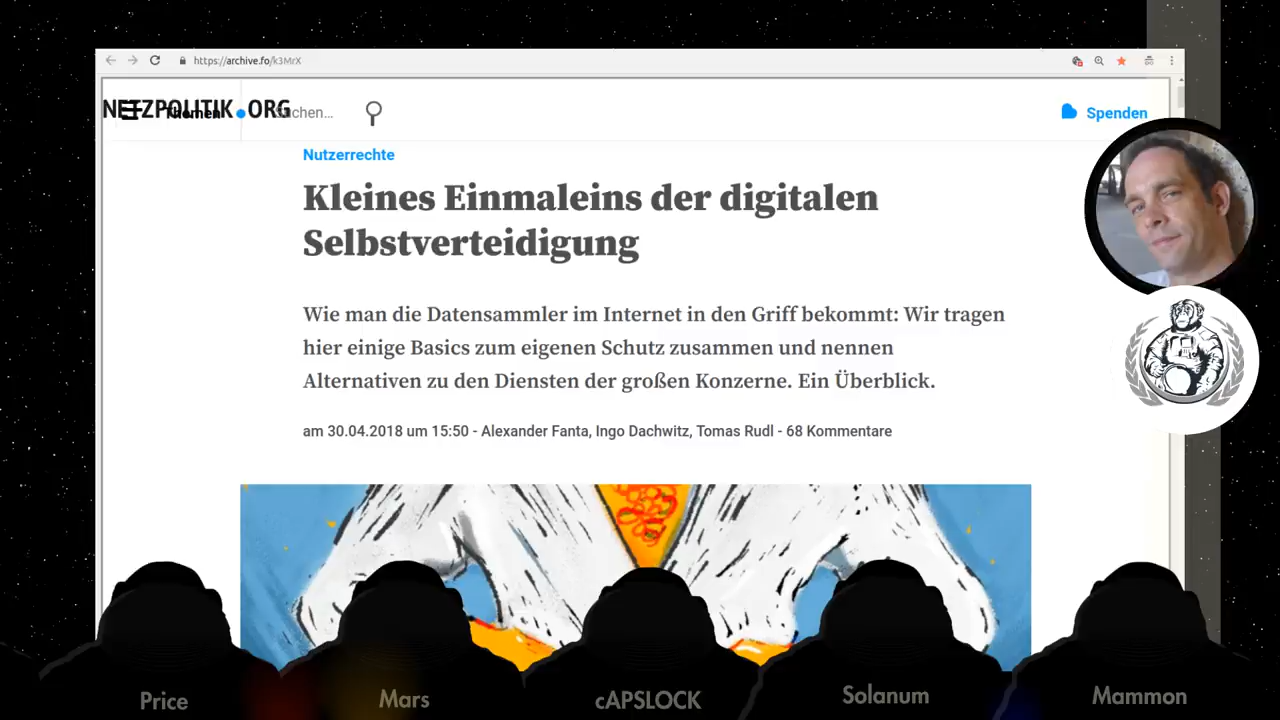 https://archive.fo/k3MrX
NETZPOLITIK.ORG
Themen
Suchen...
Spenden
Nutzerrechte
Kleines Einmaleins der digitalen
Selbstverteidigung
Wie man die Datensammler im Internet in den Griff bekommt: Wir tragen
hier einige Basics zum eigenen Schutz zusammen und nennen
Alternativen zu den Diensten der großen Konzerne. Ein Überblick.
am 30.04.2018 um 15:50 - Alexander Fanta, Ingo Dachwitz, Tomas Rudl - 68 Kommentare
Price
Mars
cAPSLOCK
Solanum
Mammon